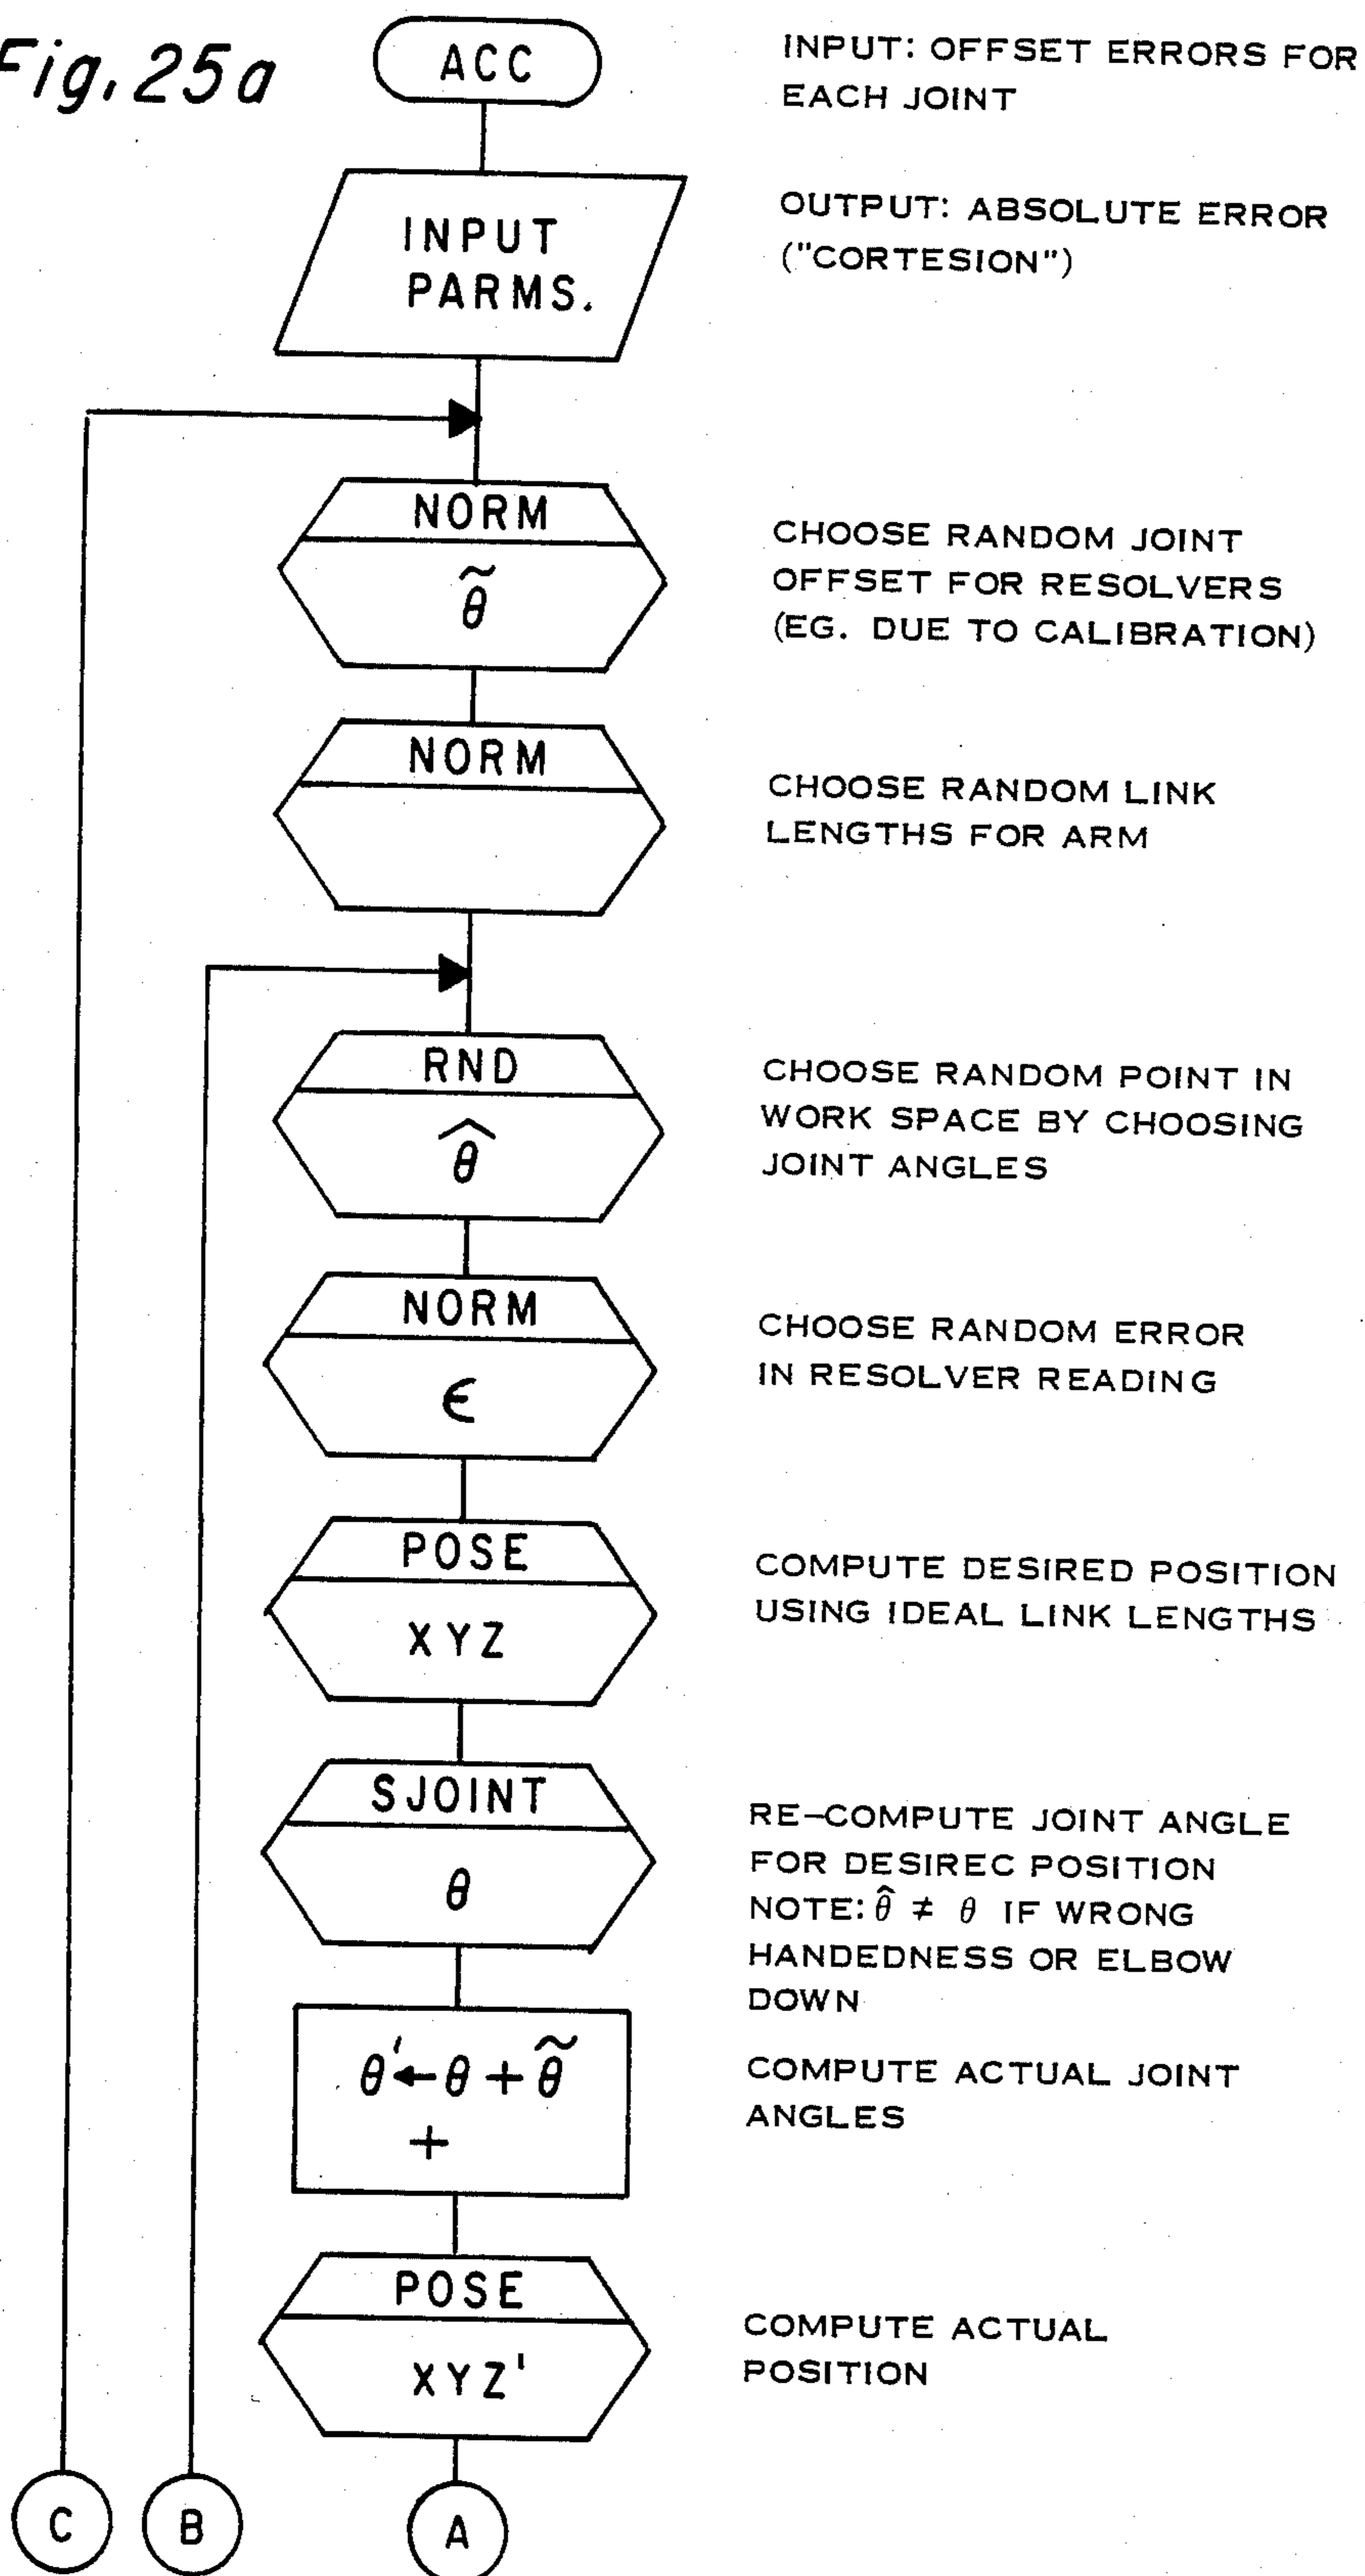 Fig. 25a
ACC
INPUT: OFFSET ERRORS FOR
EACH JOINT
INPUT
PARMS.
OUTPUT: ABSOLUTE ERROR
("CORTESION")
NORM
θ̃
CHOOSE RANDOM JOINT
OFFSET FOR RESOLVERS
(EG. DUE TO CALIBRATION)
NORM
CHOOSE RANDOM LINK
LENGTHS FOR ARM
RND
θ̂
CHOOSE RANDOM POINT IN
WORK SPACE BY CHOOSING
JOINT ANGLES
NORM
ϵ
CHOOSE RANDOM ERROR
IN RESOLVER READING
POSE
XYZ
COMPUTE DESIRED POSITION
USING IDEAL LINK LENGTHS
SJOINT
θ
RE-COMPUTE JOINT ANGLE
FOR DESIREC POSITION
NOTE: θ̂ ≠ θ IF WRONG
HANDEDNESS OR ELBOW
DOWN
θ' ← θ + θ̃
+
COMPUTE ACTUAL JOINT
ANGLES
POSE
XYZ'
COMPUTE ACTUAL
POSITION
C
B
A